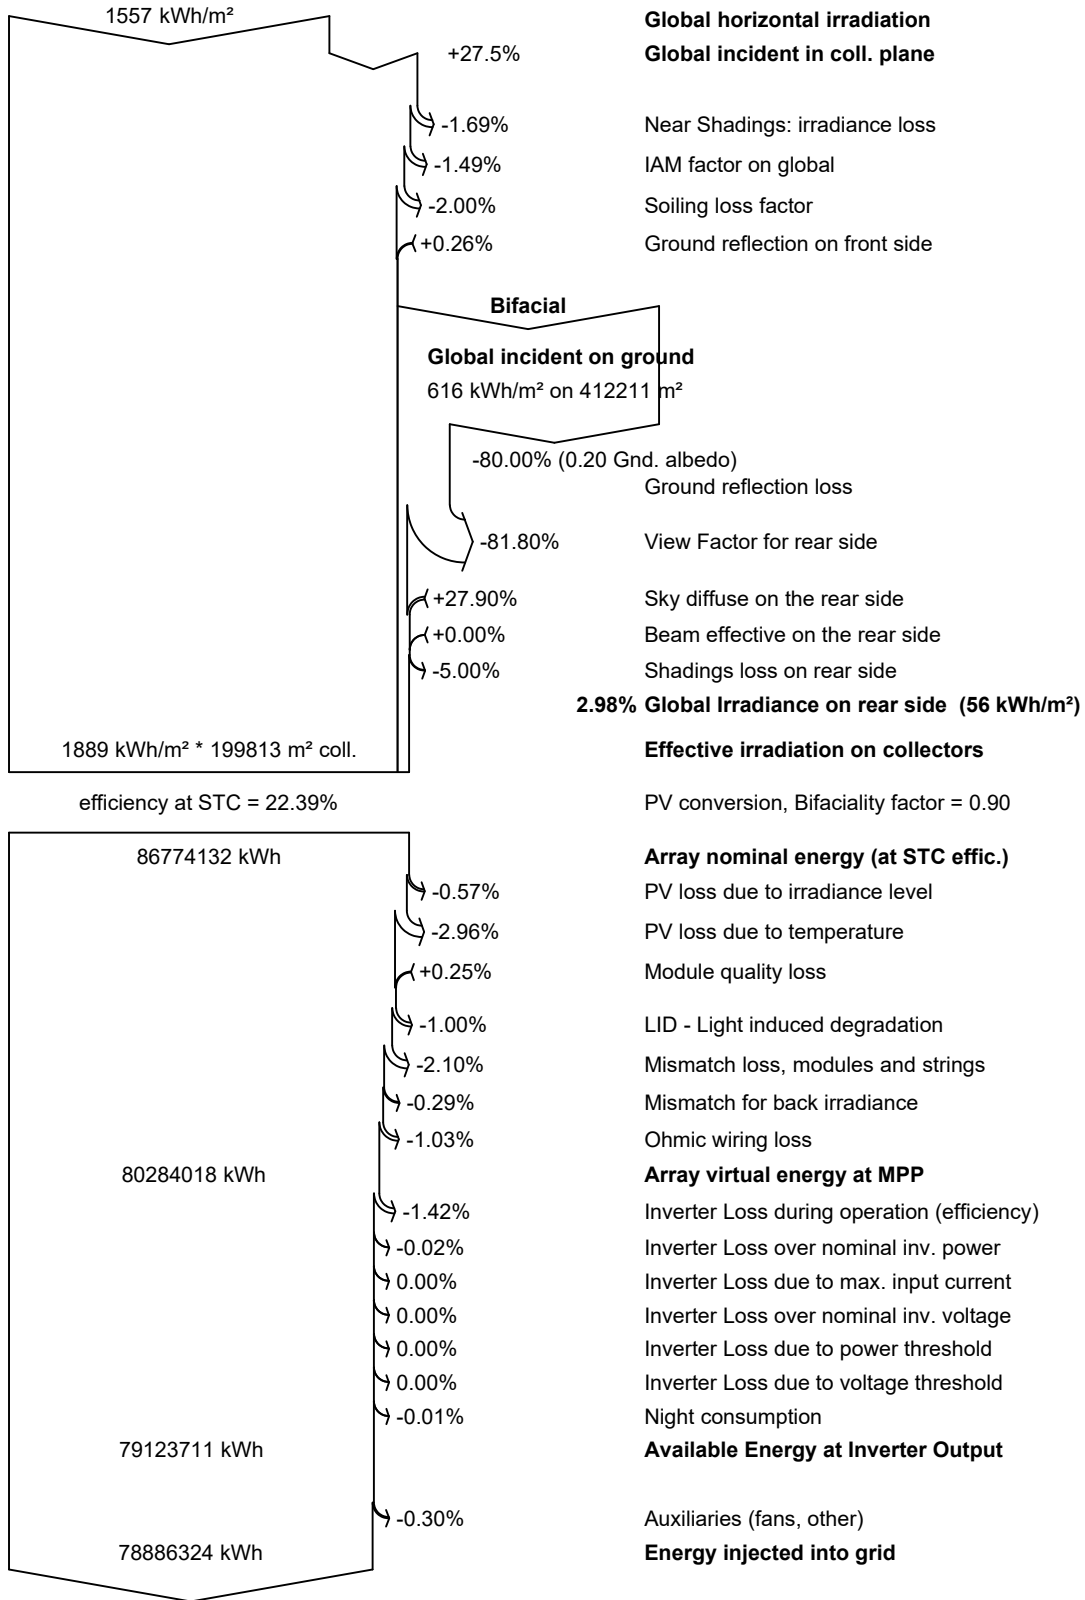 1557 kWh/m² Global horizontal irradiation
+27.5% Global incident in coll. plane
-1.69% Near Shadings: irradiance loss
-1.49% IAM factor on global
-2.00% Soiling loss factor
+0.26% Ground reflection on front side
Bifacial
Global incident on ground
616 kWh/m² on 412211 m²
-80.00% (0.20 Gnd. albedo)
Ground reflection loss
-81.80% View Factor for rear side
+27.90% Sky diffuse on the rear side
+0.00% Beam effective on the rear side
-5.00% Shadings loss on rear side
2.98% Global Irradiance on rear side (56 kWh/m²)
1889 kWh/m² * 199813 m² coll. Effective irradiation on collectors
efficiency at STC = 22.39% PV conversion, Bifaciality factor = 0.90
86774132 kWh Array nominal energy (at STC effic.)
-0.57% PV loss due to irradiance level
-2.96% PV loss due to temperature
+0.25% Module quality loss
-1.00% LID - Light induced degradation
-2.10% Mismatch loss, modules and strings
-0.29% Mismatch for back irradiance
-1.03% Ohmic wiring loss
80284018 kWh Array virtual energy at MPP
-1.42% Inverter Loss during operation (efficiency)
-0.02% Inverter Loss over nominal inv. power
0.00% Inverter Loss due to max. input current
0.00% Inverter Loss over nominal inv. voltage
0.00% Inverter Loss due to power threshold
0.00% Inverter Loss due to voltage threshold
-0.01% Night consumption
79123711 kWh Available Energy at Inverter Output
-0.30% Auxiliaries (fans, other)
78886324 kWh Energy injected into grid